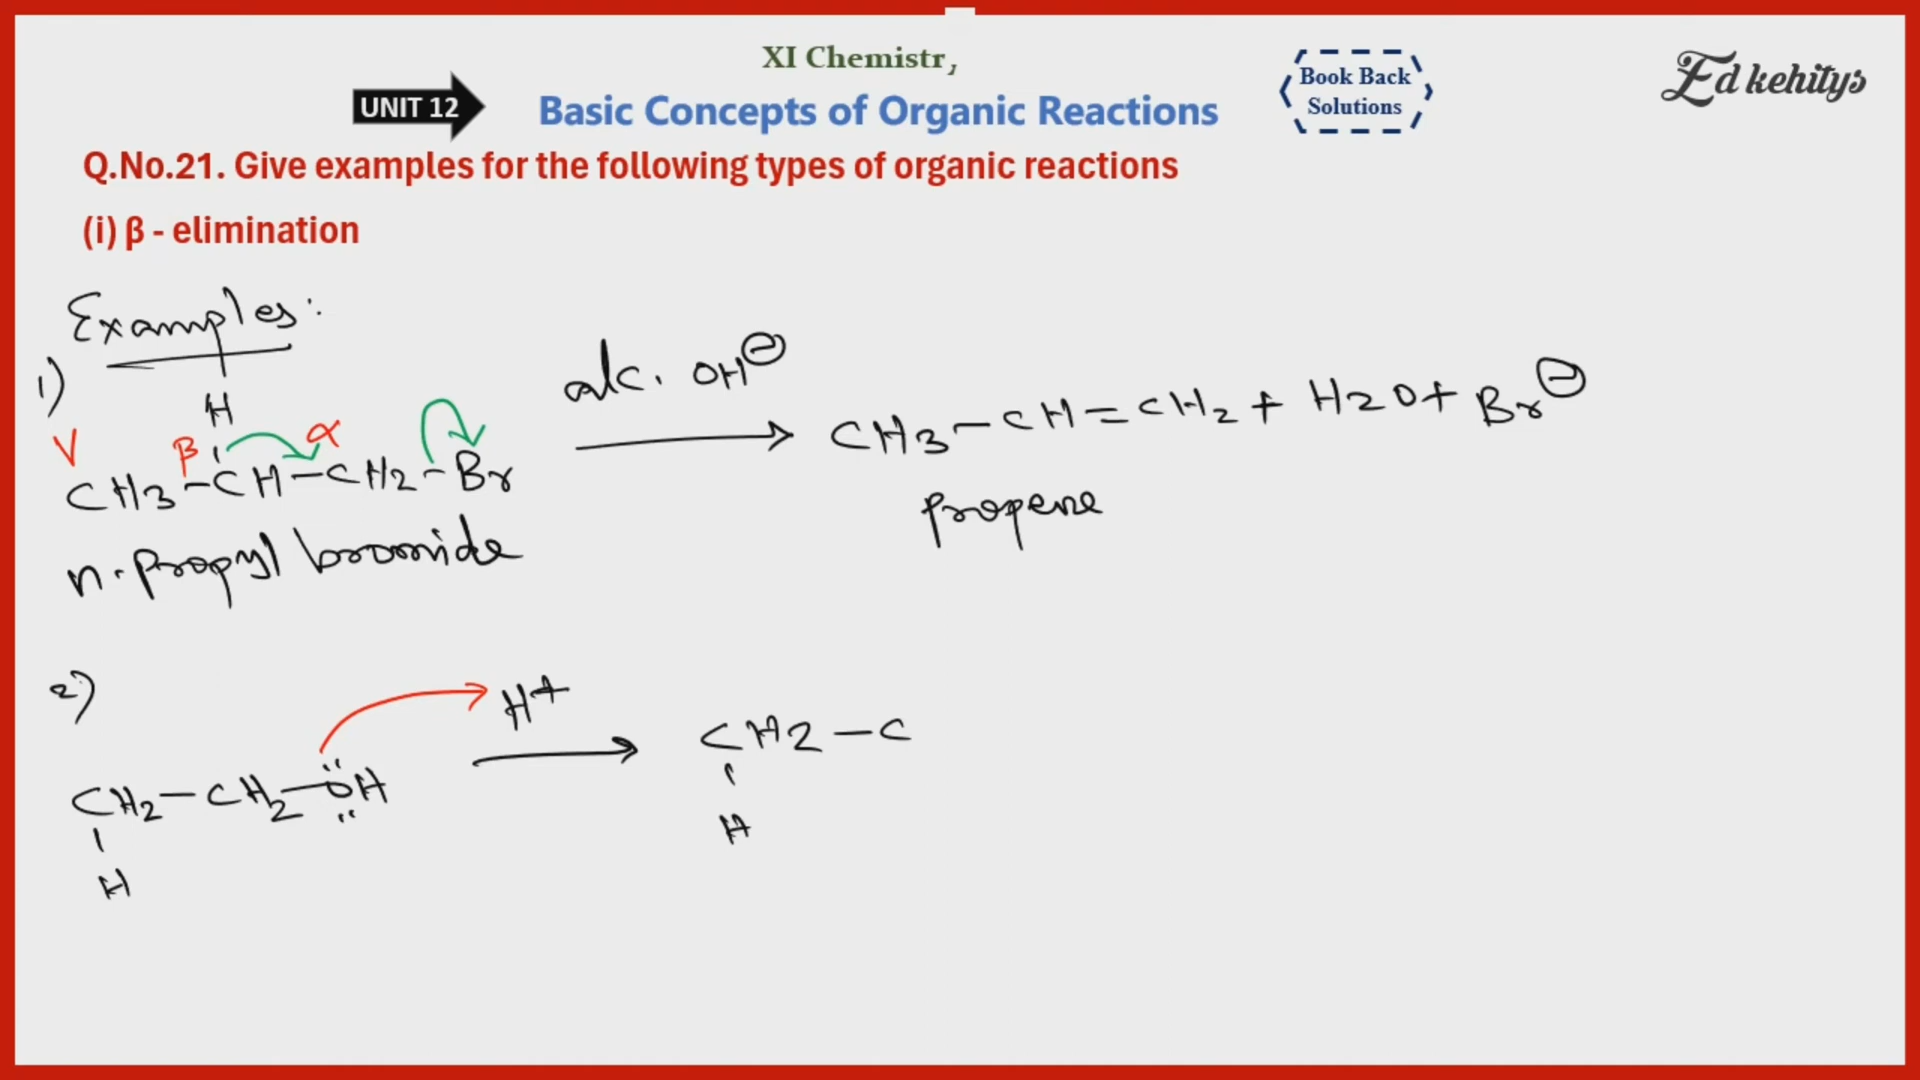 XI Chemistr,
UNIT 12
Basic Concepts of Organic Reactions
Book Back
Solutions
Ed kehitys
Q.No.21. Give examples for the following types of organic reactions
(i) β - elimination
Examples:
1)
H
β α
CH3-CH-CH2-Br
alc. OH⊖
CH3-CH=CH2 + H2O + Br⊖
n-propyl bromide
propene
2)
H+
CH2-CH2-ÖH
H
CH2-C
H